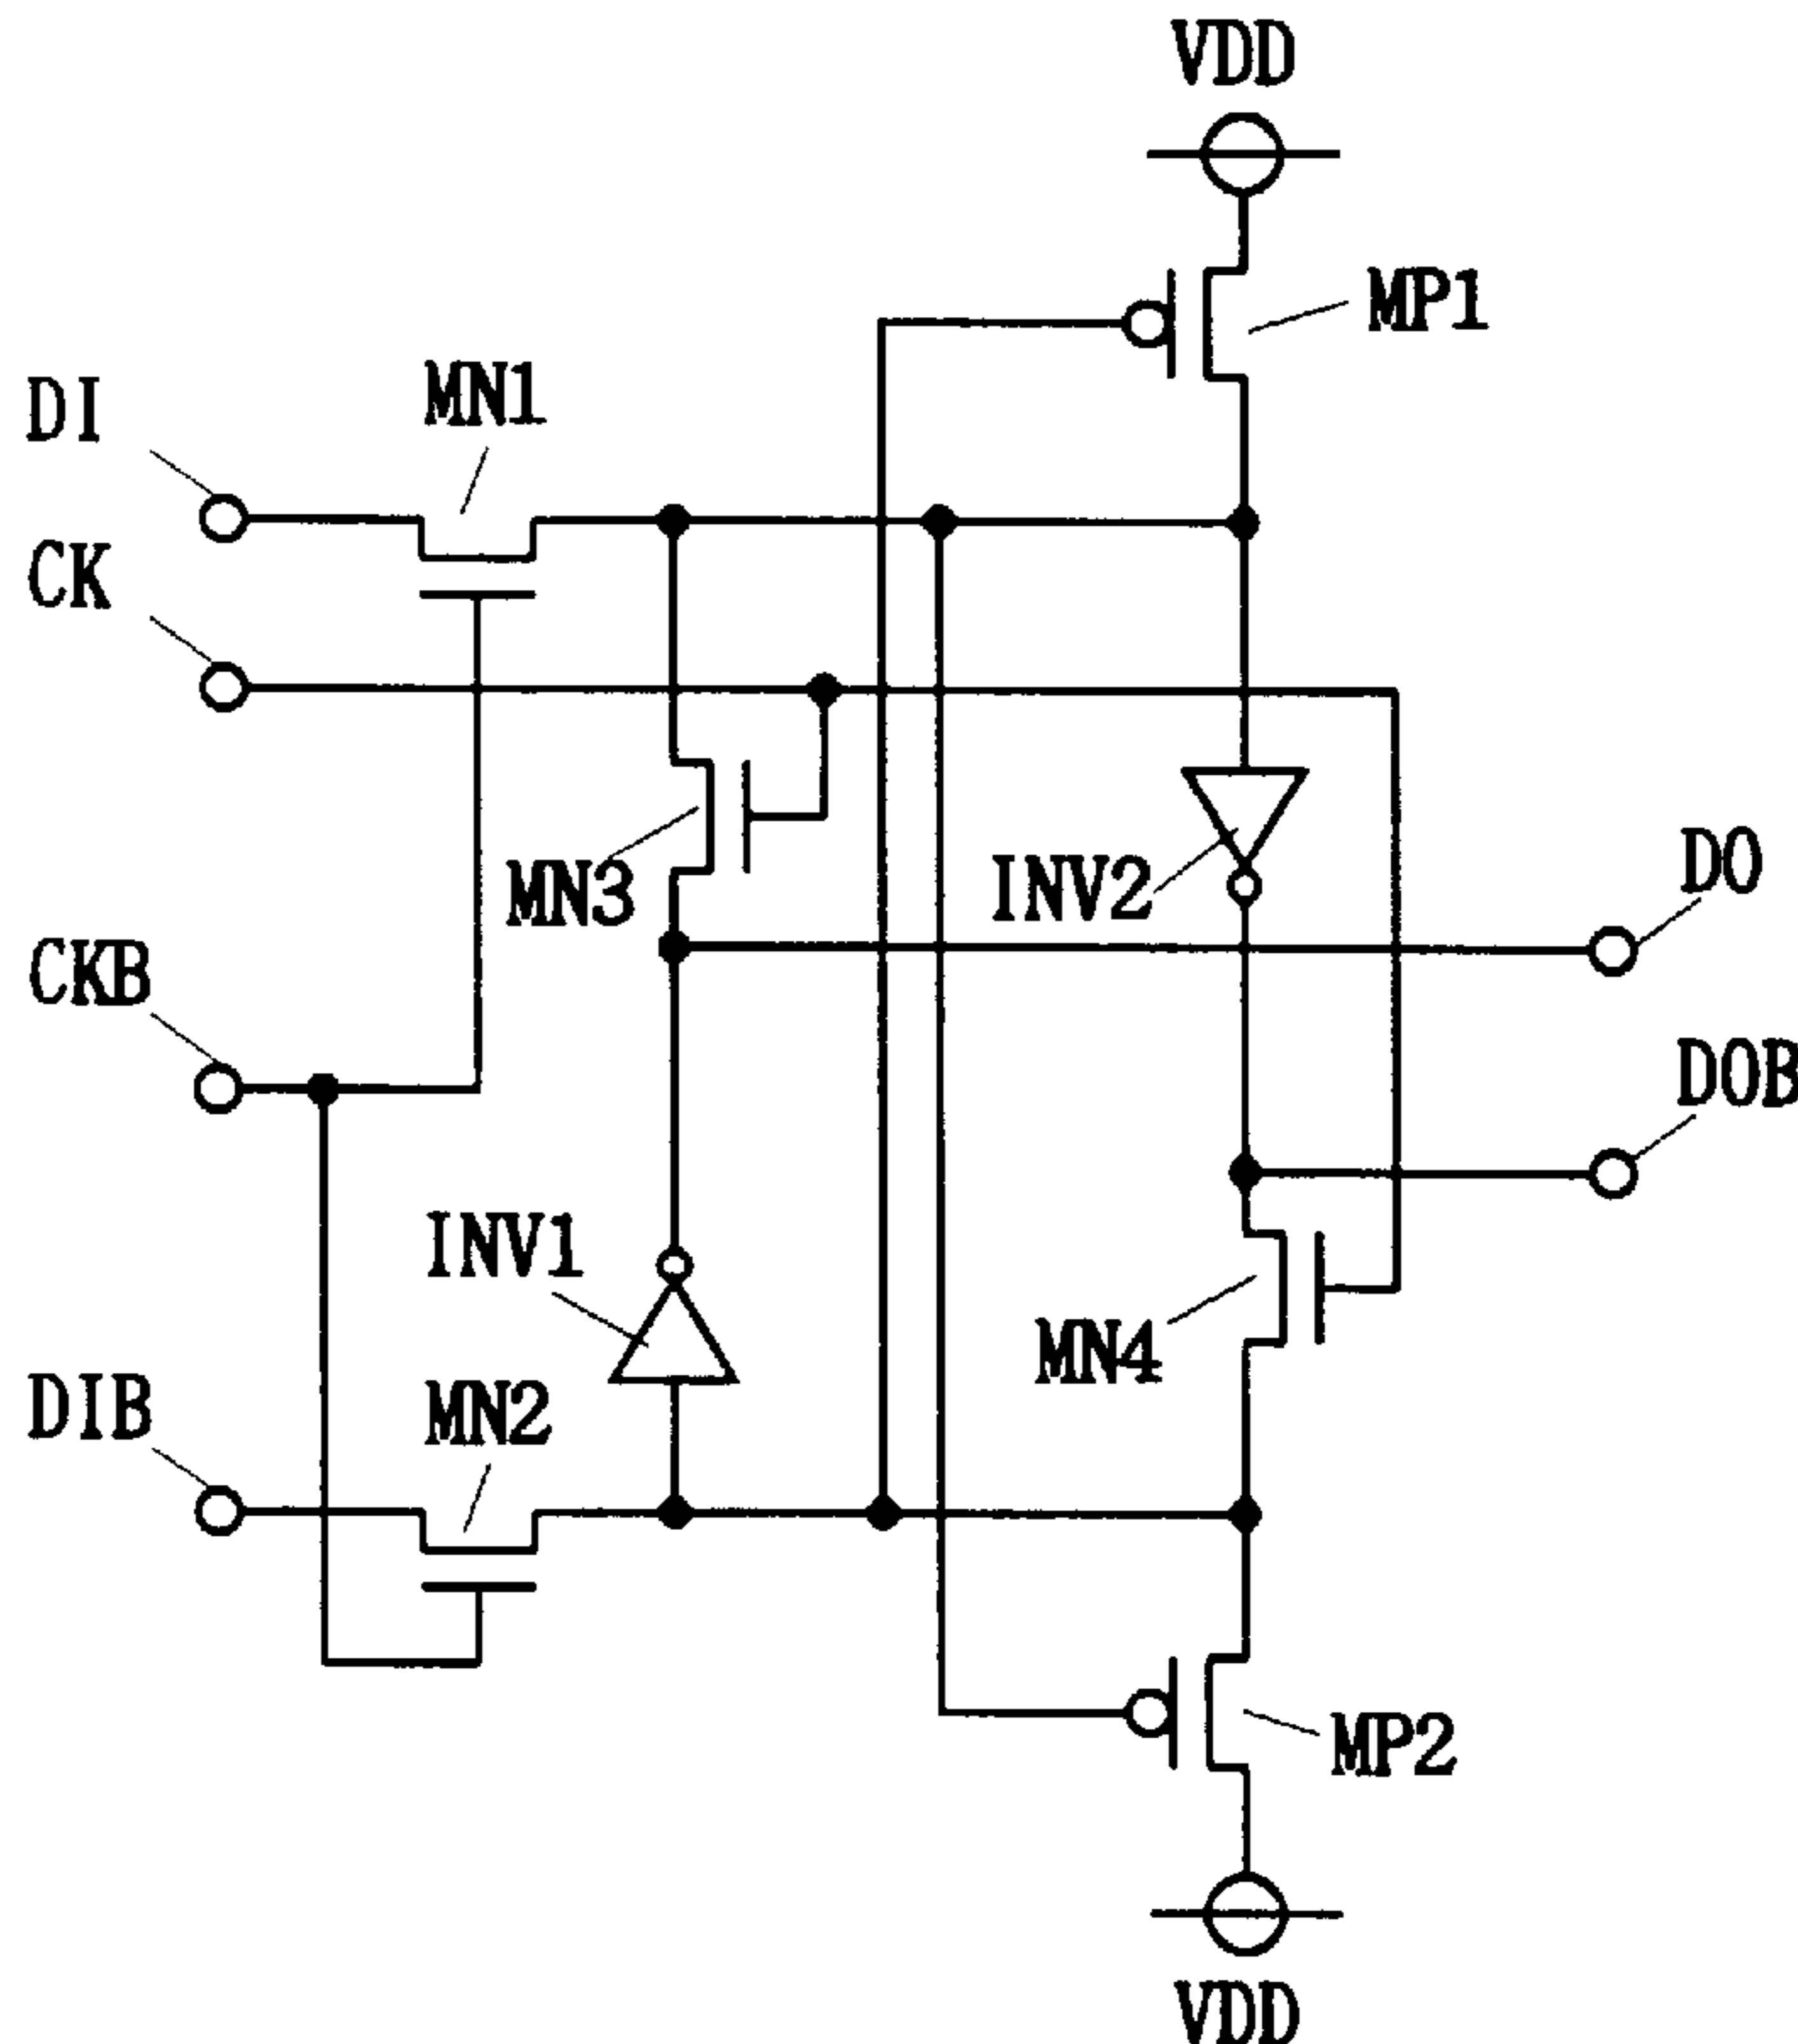 VDD
MP1
MN1
DI
CK
MN3
INV2
DO
CKB
DOB
INV1
MN4
DIB
MN2
MP2
VDD